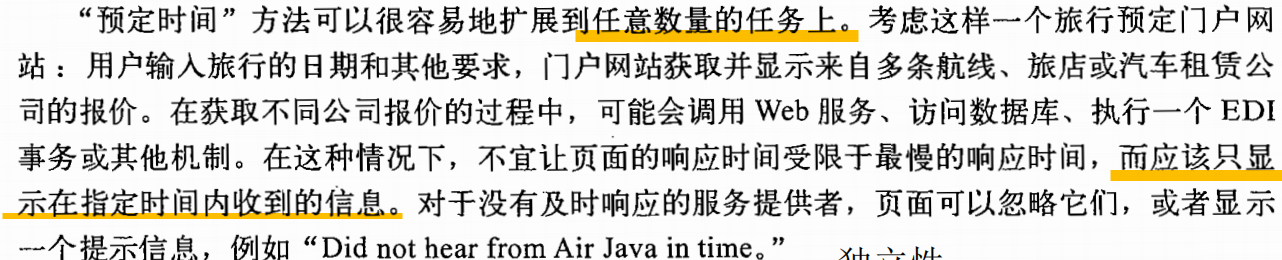 “预定时间”方法可以很容易地扩展到任意数量的任务上。考虑这样一个旅行预定门户网
站：用户输入旅行的日期和其他要求，门户网站获取并显示来自多条航线、旅店或汽车租赁公
司的报价。在获取不同公司报价的过程中，可能会调用 Web 服务、访问数据库、执行一个 EDI
事务或其他机制。在这种情况下，不宜让页面的响应时间受限于最慢的响应时间，而应该只显
示在指定时间内收到的信息。对于没有及时响应的服务提供者，页面可以忽略它们，或者显示
一个提示信息，例如“Did not hear from Air Java in time。”
独立性